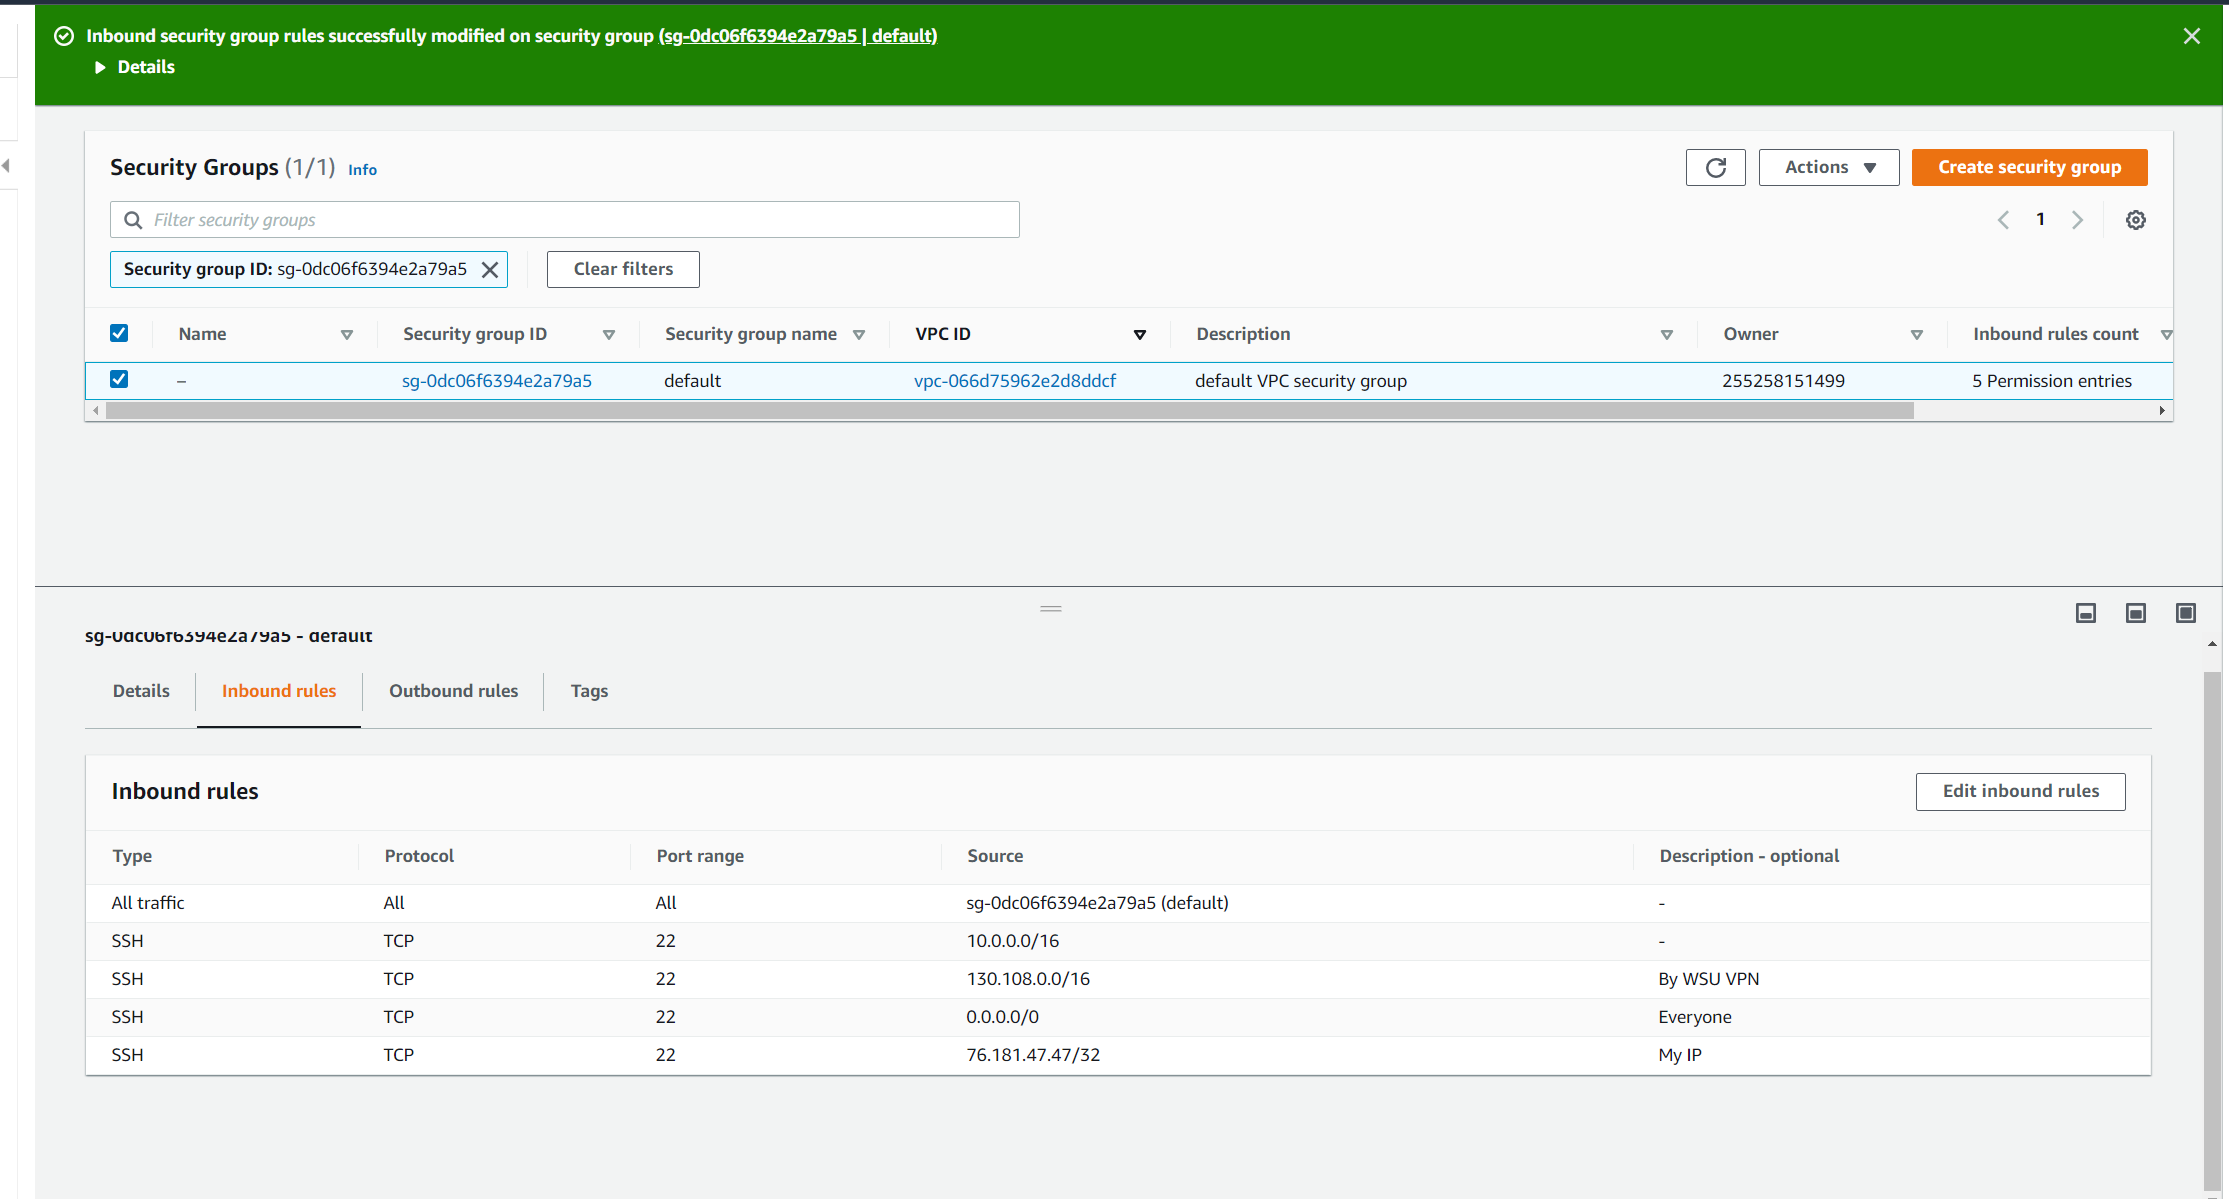 Inbound security group rules successfully modified on security group (sg-0dc06f6394e2a79a5 | default)
Details
Security Groups (1/1) Info
Actions
Create security group
Filter security groups
1
Security group ID: sg-0dc06f6394e2a79a5
Clear filters
Name Security group ID Security group name VPC ID Description Owner Inbound rules count
– sg-0dc06f6394e2a79a5 default vpc-066d75962e2d8ddcf default VPC security group 255258151499 5 Permission entries
sg-0dc06f6394e2a79a5 - default
Details Inbound rules Outbound rules Tags
Inbound rules
Edit inbound rules
Type Protocol Port range Source Description - optional
All traffic All All sg-0dc06f6394e2a79a5 (default) -
SSH TCP 22 10.0.0.0/16 -
SSH TCP 22 130.108.0.0/16 By WSU VPN
SSH TCP 22 0.0.0.0/0 Everyone
SSH TCP 22 76.181.47.47/32 My IP